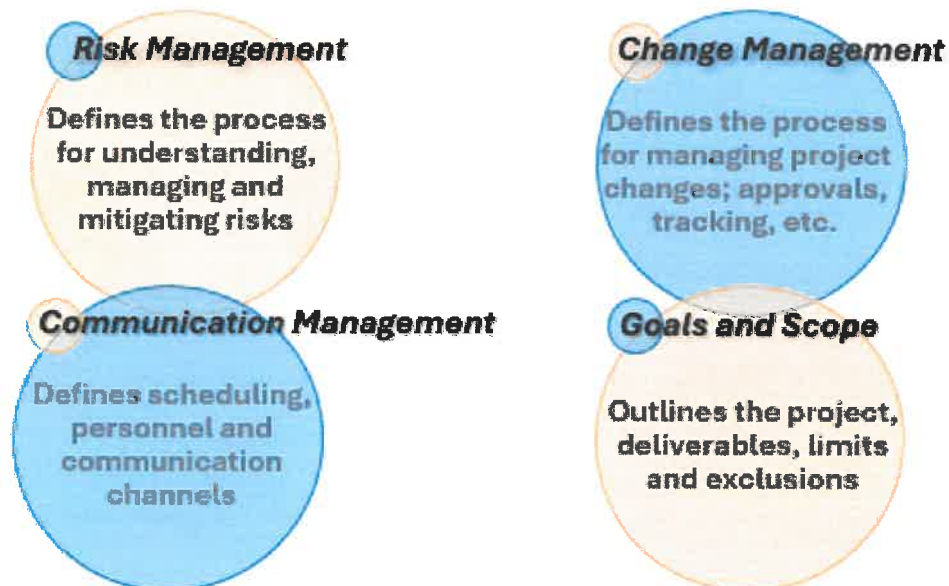 Risk Management
Defines the process
for understanding,
managing and
mitigating risks
Change Management
Defines the process
for managing project
changes; approvals,
tracking, etc.
Communication Management
Defines scheduling,
personnel and
communication
channels
Goals and Scope
Outlines the project,
deliverables, limits
and exclusions